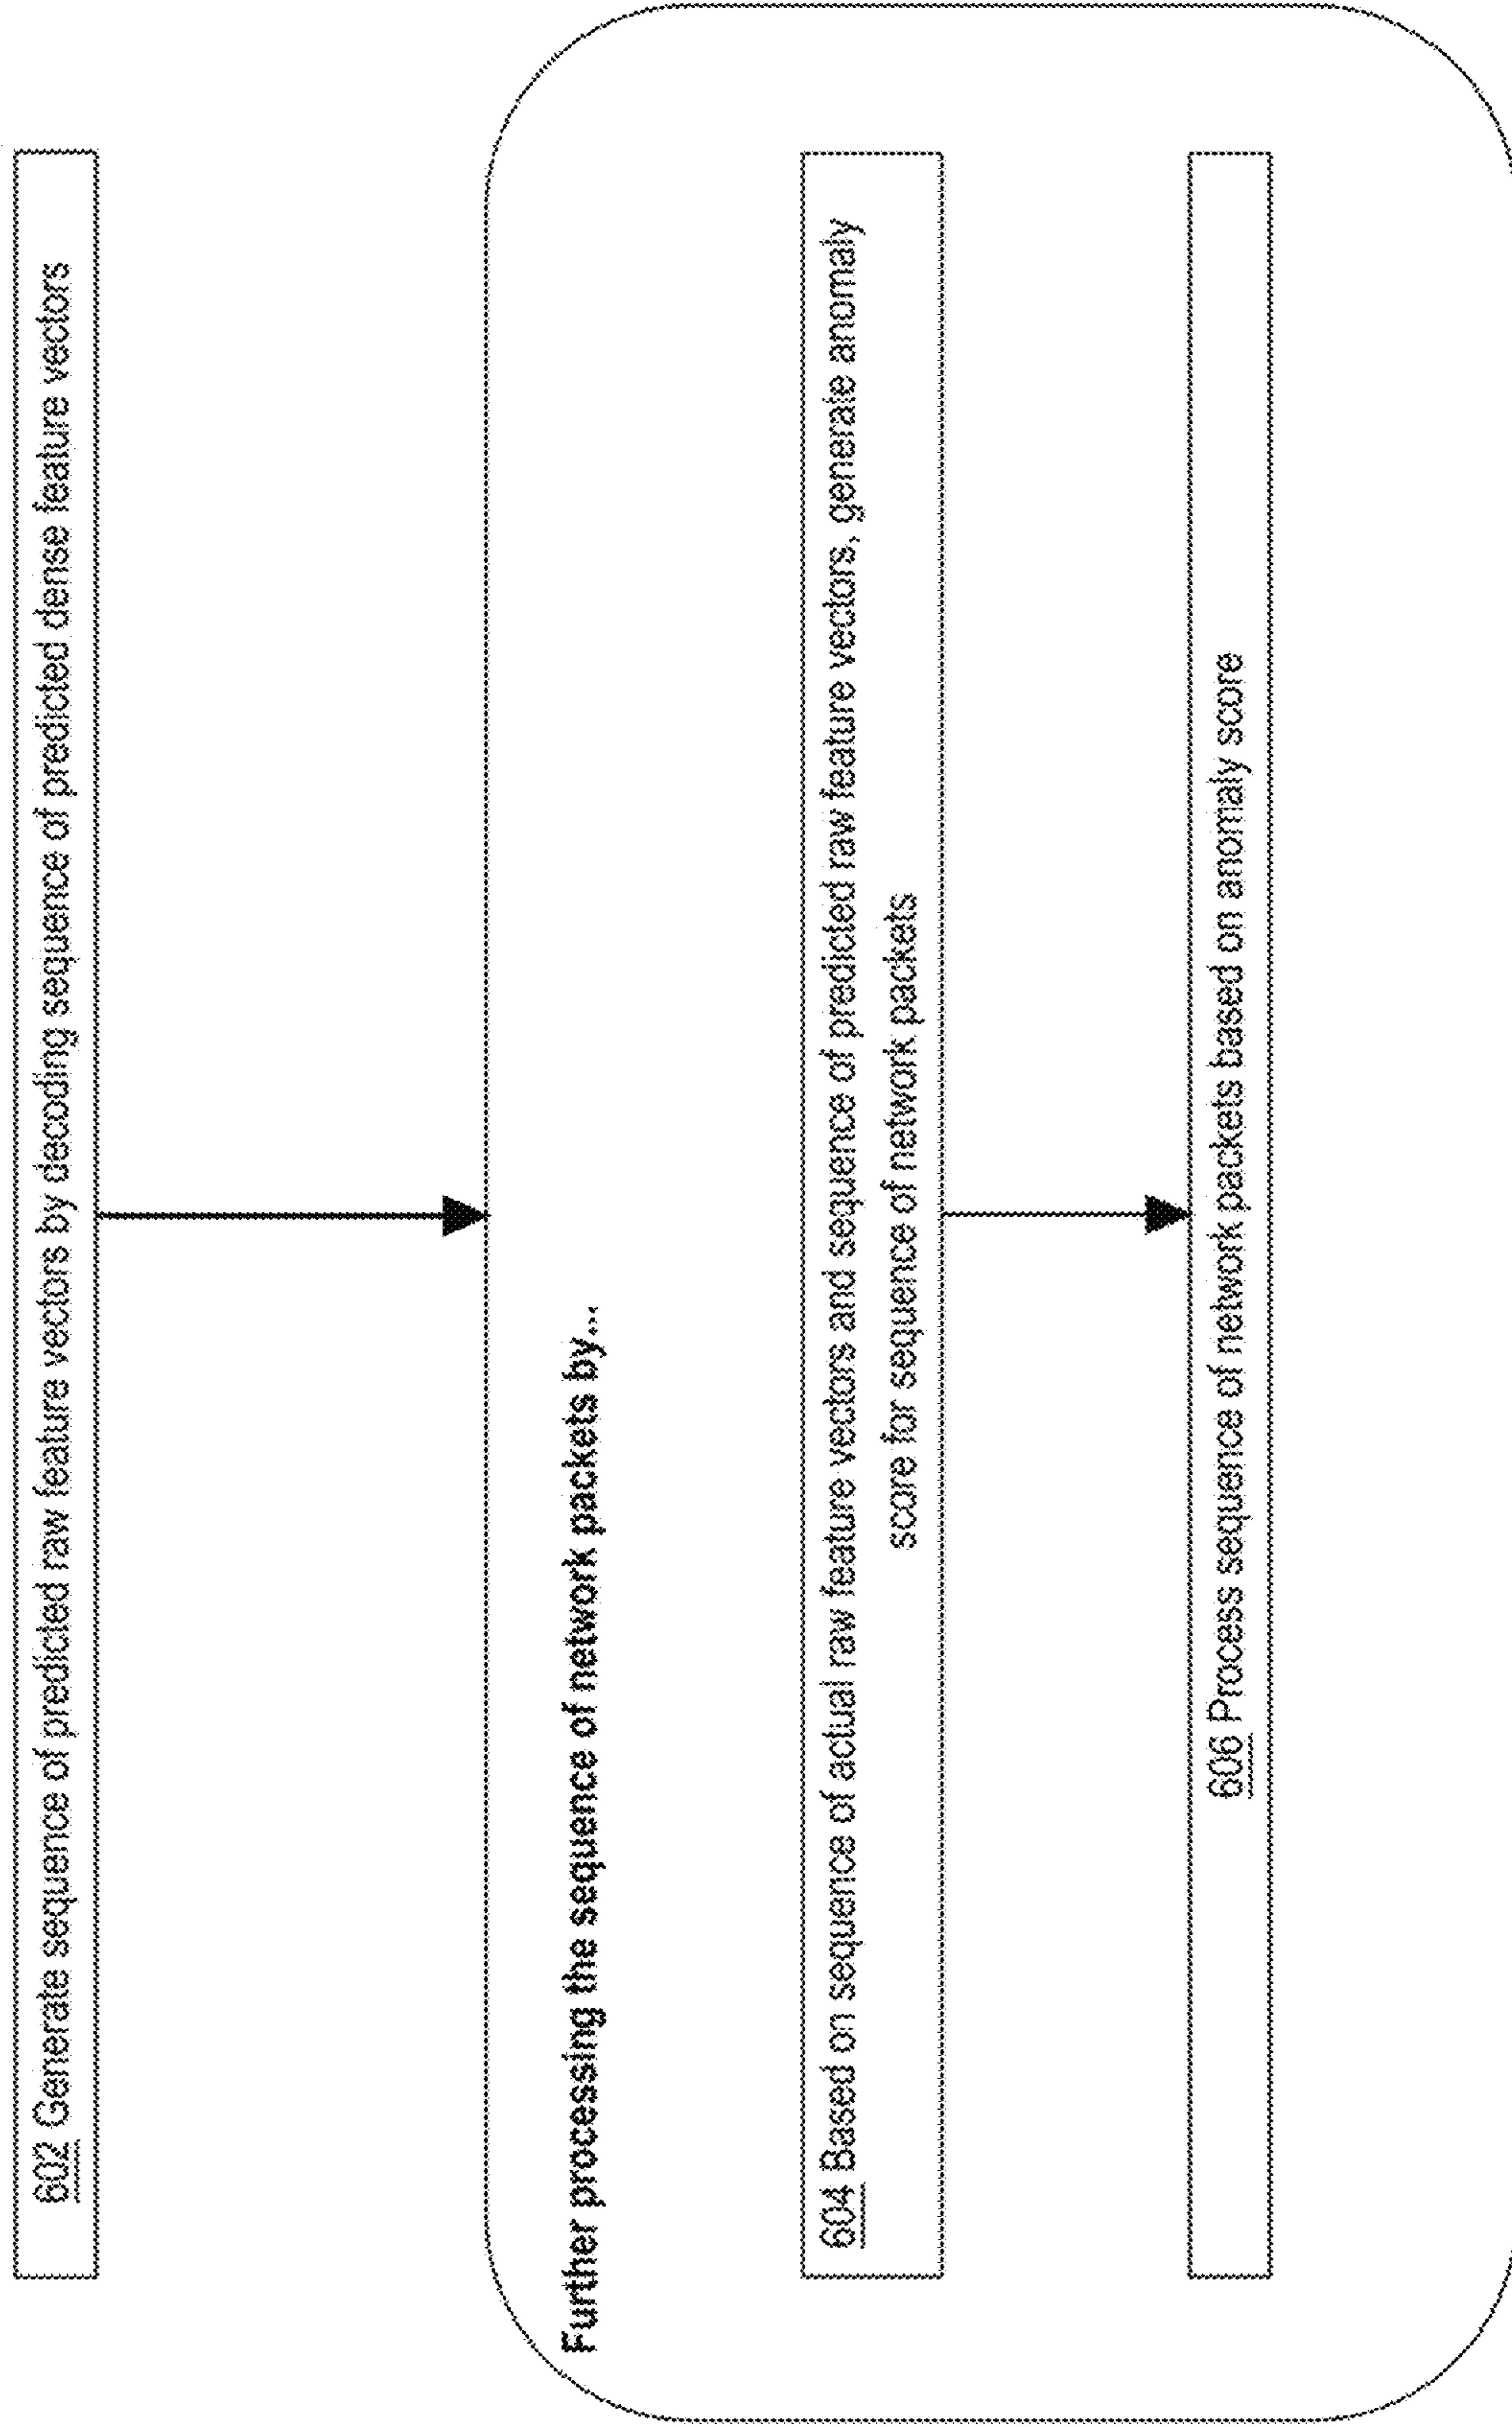 602 Generate sequence of predicted raw feature vectors by decoding sequence of predicted dense feature vectors
Further processing the sequence of network packets by...
604 Based on sequence of actual raw feature vectors and sequence of predicted raw feature vectors, generate anomaly
score for sequence of network packets
606 Process sequence of network packets based on anomaly score